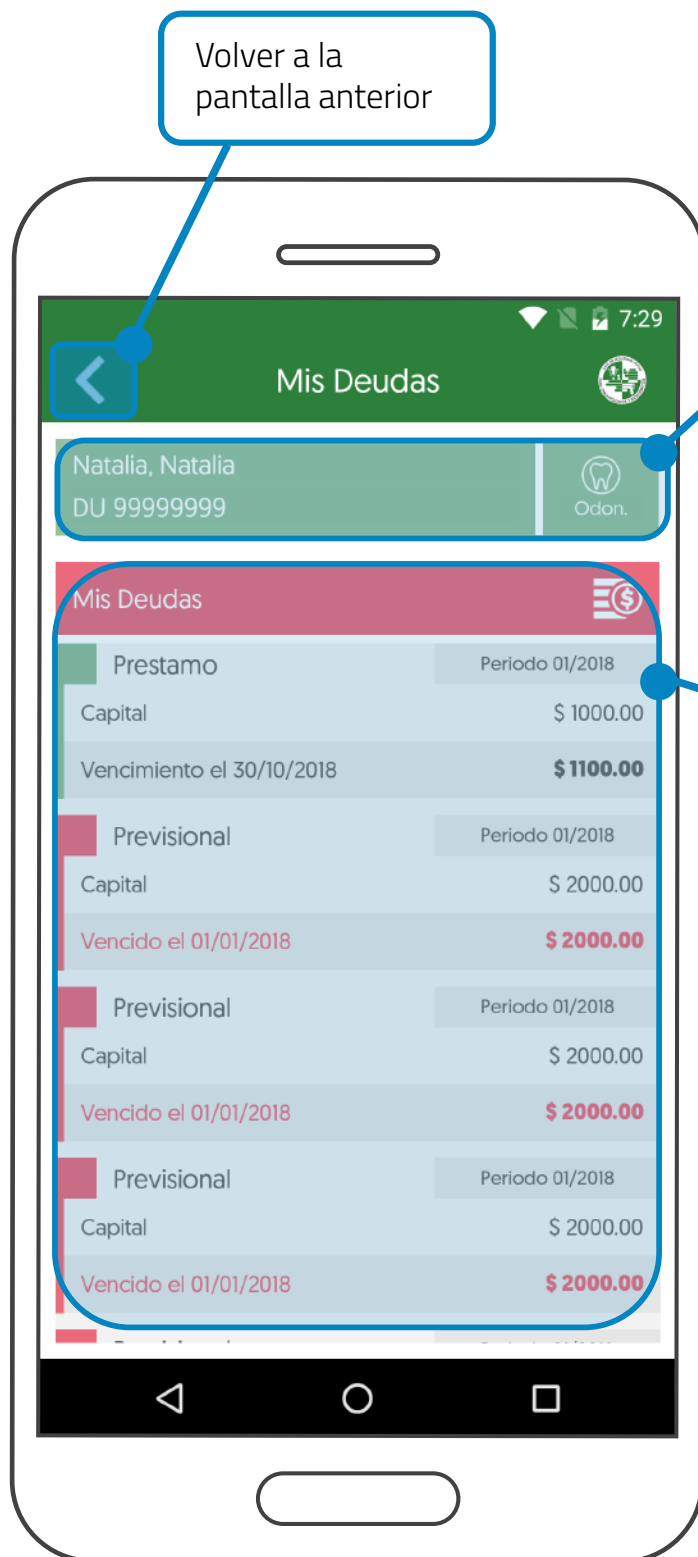 Volver a la
pantalla anterior
7:29
Mis Deudas
Natalia, Natalia
DU 99999999
Odon.
Mis Deudas
Prestamo Periodo 01/2018
Capital $ 1000.00
Vencimiento el 30/10/2018 $ 1100.00
Previsional Periodo 01/2018
Capital $ 2000.00
Vencido el 01/01/2018 $ 2000.00
Previsional Periodo 01/2018
Capital $ 2000.00
Vencido el 01/01/2018 $ 2000.00
Previsional Periodo 01/2018
Capital $ 2000.00
Vencido el 01/01/2018 $ 2000.00